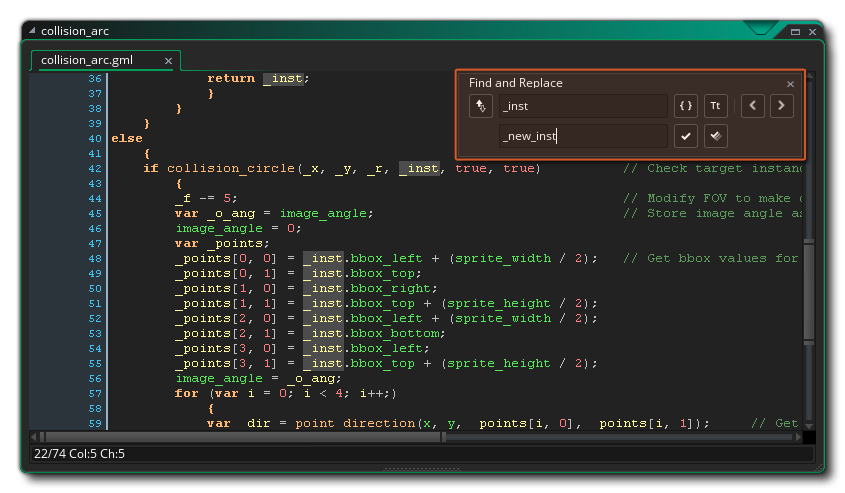 collision_arc
collision_arc.gml ×
Find and Replace
_inst { } Tt
_new_inst
36 return _inst;
37 }
38 }
39 }
40 else
41 {
42 if collision_circle(_x, _y, _r, _inst, true, true) // Check target instanc
43 {
44 _f -= 5; // Modify FOV to make
45 var _o_ang = image_angle; // Store image angle as
46 image_angle = 0;
47 var _points;
48 _points[0, 0] = _inst.bbox_left + (sprite_width / 2); // Get bbox values for
49 _points[0, 1] = _inst.bbox_top;
50 _points[1, 0] = _inst.bbox_right;
51 _points[1, 1] = _inst.bbox_top + (sprite_height / 2);
52 _points[2, 0] = _inst.bbox_left + (sprite_width / 2);
53 _points[2, 1] = _inst.bbox_bottom;
54 _points[3, 0] = _inst.bbox_left;
55 _points[3, 1] = _inst.bbox_top + (sprite_height / 2);
56 image_angle = _o_ang;
57 for (var i = 0; i < 4; i++;)
58 {
59 var _dir = point_direction(x, y, _points[i, 0], _points[i, 1]); // Get
22/74 Col:5 Ch:5